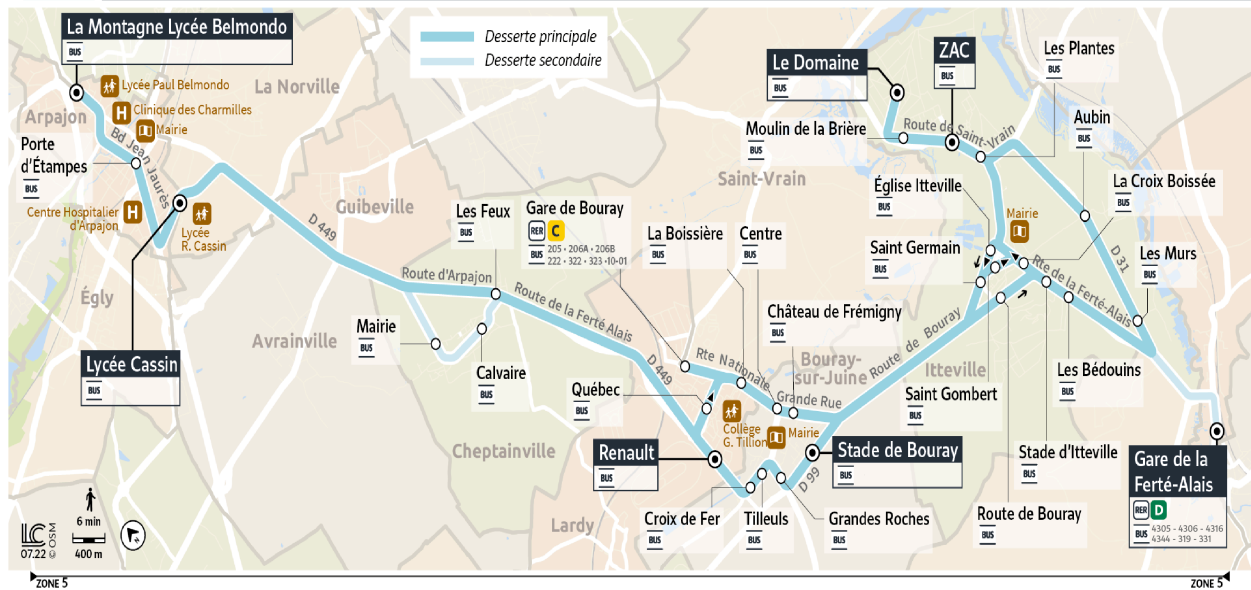 La Montagne Lycée Belmondo
BUS
Desserte principale
Desserte secondaire
Lycée Paul Belmondo
H Clinique des Charmilles
Mairie
La Norville
Arpajon
Porte
d'Étampes
BUS
Bd Jean Jaurès
Centre Hospitalier
d'Arpajon
H
Lycée
R. Cassin
Égly
Lycée Cassin
BUS
D 449
Guibeville
Avrainville
Route d'Arpajon
Les Feux
BUS
Mairie
BUS
Calvaire
BUS
Cheptainville
Route de la Ferté Alais
D 449
Gare de Bouray
RER C
BUS 205 • 206A • 206B
222 • 322 • 323 •10-01
La Boissière
BUS
Centre
BUS
Château de Frémigny
BUS
Québec
BUS
Rte Nationale
Grande Rue
Bouray-
sur-Juine
Collège
G. Tillion
Mairie
Renault
BUS
Stade de Bouray
BUS
D 99
Lardy
Croix de Fer
BUS
Tilleuls
BUS
Grandes Roches
BUS
Saint-Vrain
Le Domaine
BUS
ZAC
BUS
Les Plantes
BUS
Moulin de la Brière
BUS
Route de Saint-Vrain
Aubin
BUS
Église Itteville
BUS
La Croix Boissée
BUS
Mairie
Saint Germain
BUS
Les Murs
BUS
D 31
Rte de la Ferté-Alais
Route de Bouray
Itteville
Saint Gombert
BUS
Les Bédouins
BUS
Stade d'Itteville
BUS
Route de Bouray
BUS
Gare de la
Ferté-Alais
RER D
BUS 4305 - 4306 - 4316
4344 - 319 - 331
6 min
400 m
LC
07.22
© OSM
ZONE 5
ZONE 5